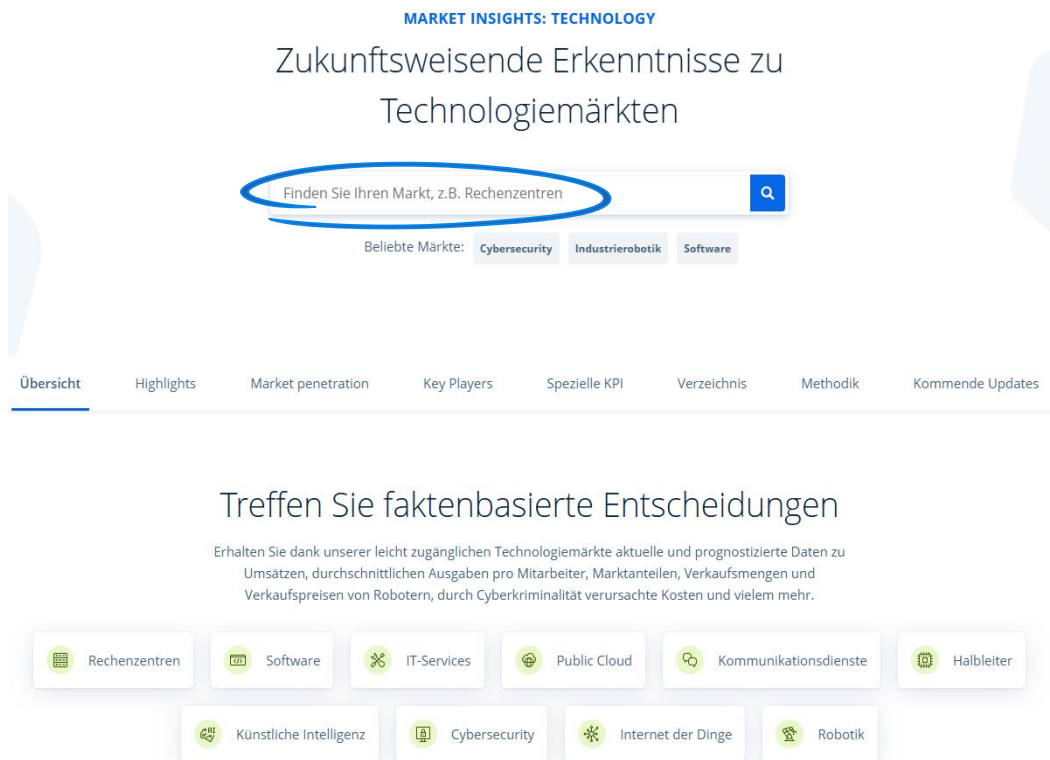 MARKET INSIGHTS: TECHNOLOGY
Zukunftsweisende Erkenntnisse zu
Technologiemärkten
Finden Sie Ihren Markt, z.B. Rechenzentren
Beliebte Märkte: Cybersecurity Industrierobotik Software
Übersicht Highlights Market penetration Key Players Spezielle KPI Verzeichnis Methodik Kommende Updates
Treffen Sie faktenbasierte Entscheidungen
Erhalten Sie dank unserer leicht zugänglichen Technologiemärkte aktuelle und prognostizierte Daten zu
Umsätzen, durchschnittlichen Ausgaben pro Mitarbeiter, Marktanteilen, Verkaufsmengen und
Verkaufspreisen von Robotern, durch Cyberkriminalität verursachte Kosten und vielem mehr.
Rechenzentren Software IT-Services Public Cloud Kommunikationsdienste Halbleiter
Künstliche Intelligenz Cybersecurity Internet der Dinge Robotik